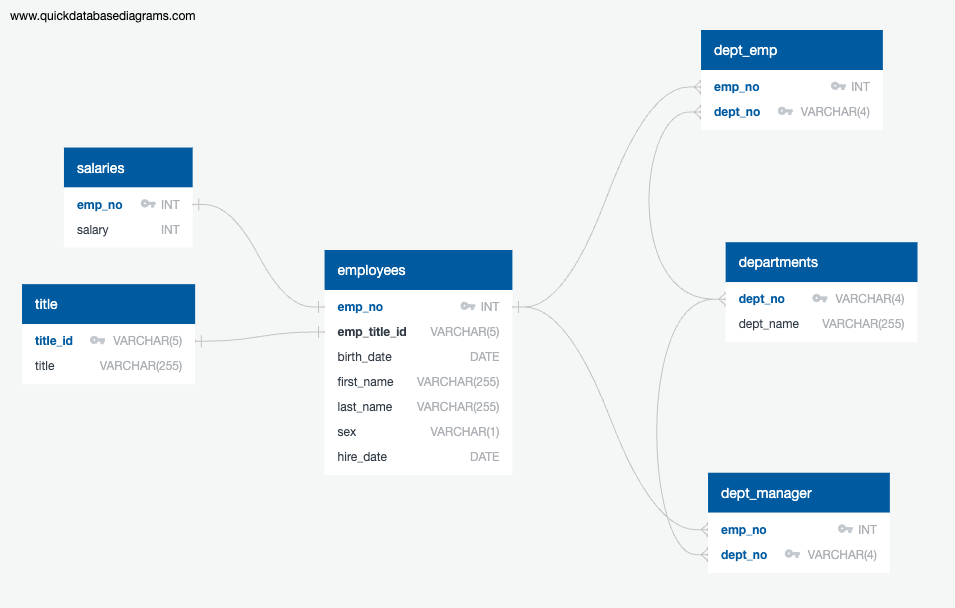 www.quickdatabasediagrams.com
dept_emp
emp_no INT
dept_no VARCHAR(4)
salaries
emp_no INT
salary INT
title
title_id VARCHAR(5)
title VARCHAR(255)
employees
emp_no INT
emp_title_id VARCHAR(5)
birth_date DATE
first_name VARCHAR(255)
last_name VARCHAR(255)
sex VARCHAR(1)
hire_date DATE
departments
dept_no VARCHAR(4)
dept_name VARCHAR(255)
dept_manager
emp_no INT
dept_no VARCHAR(4)